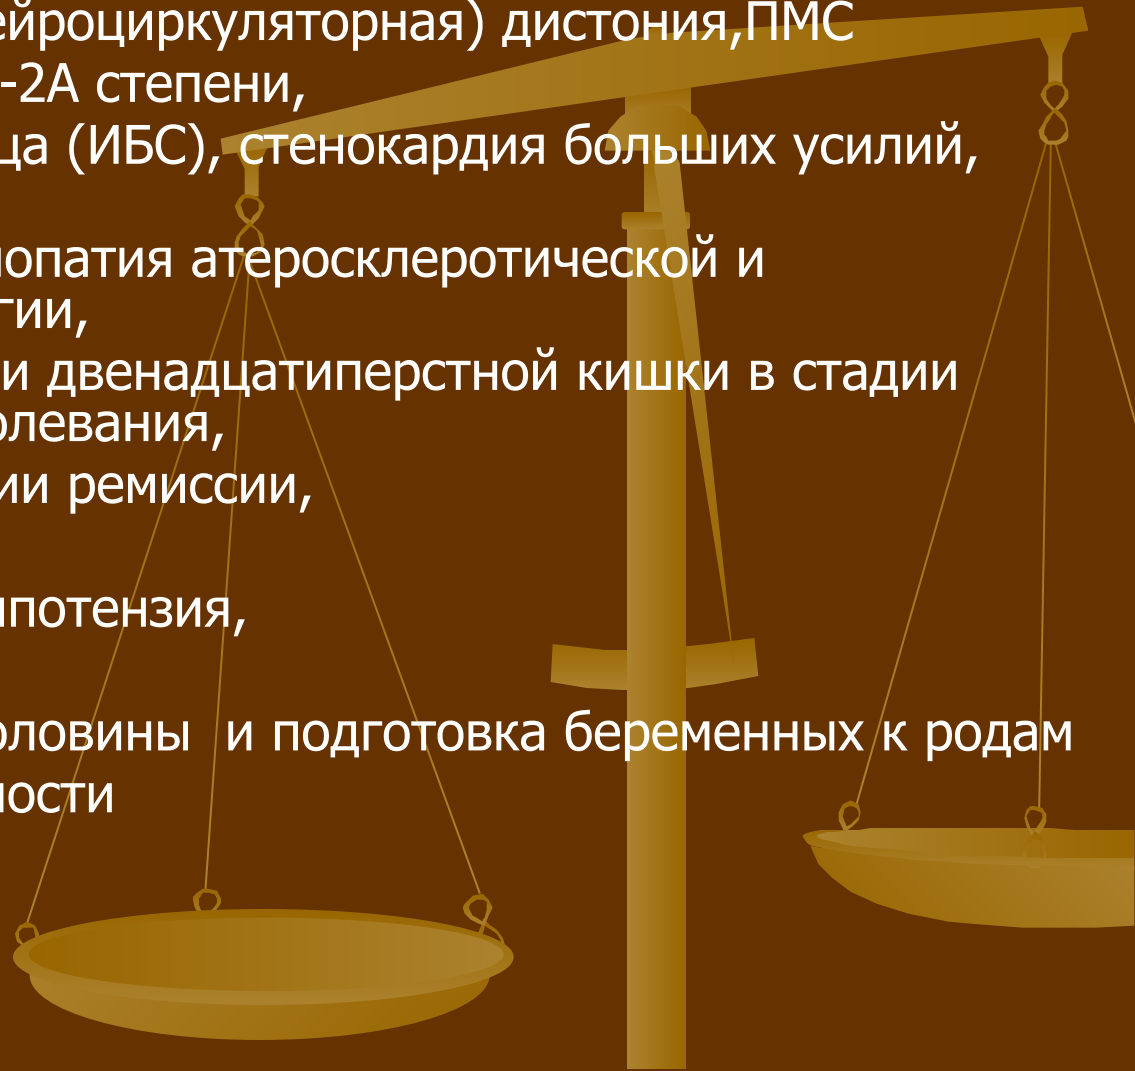 ейроциркуляторная) дистония,ПМС
-2А степени,
ца (ИБС), стенокардия больших усилий,
опатия атеросклеротической и
гии,
и двенадцатиперстной кишки в стадии
олевания,
ии ремиссии,
потензия,
оловины и подготовка беременных к родам
ности